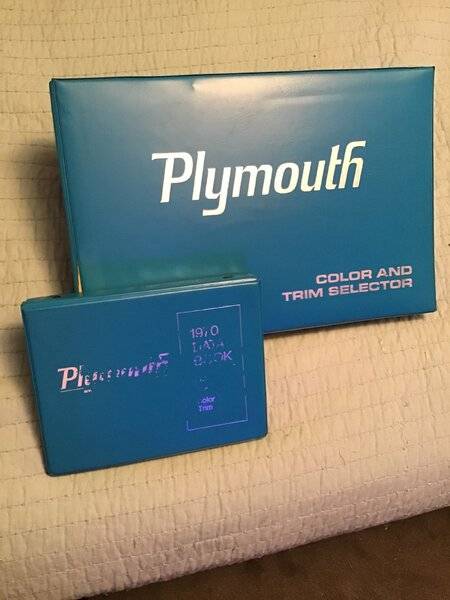 Plymouth
COLOR AND
TRIM SELECTOR
Plymouth
1970
DATA
BOOK
Color
Trim